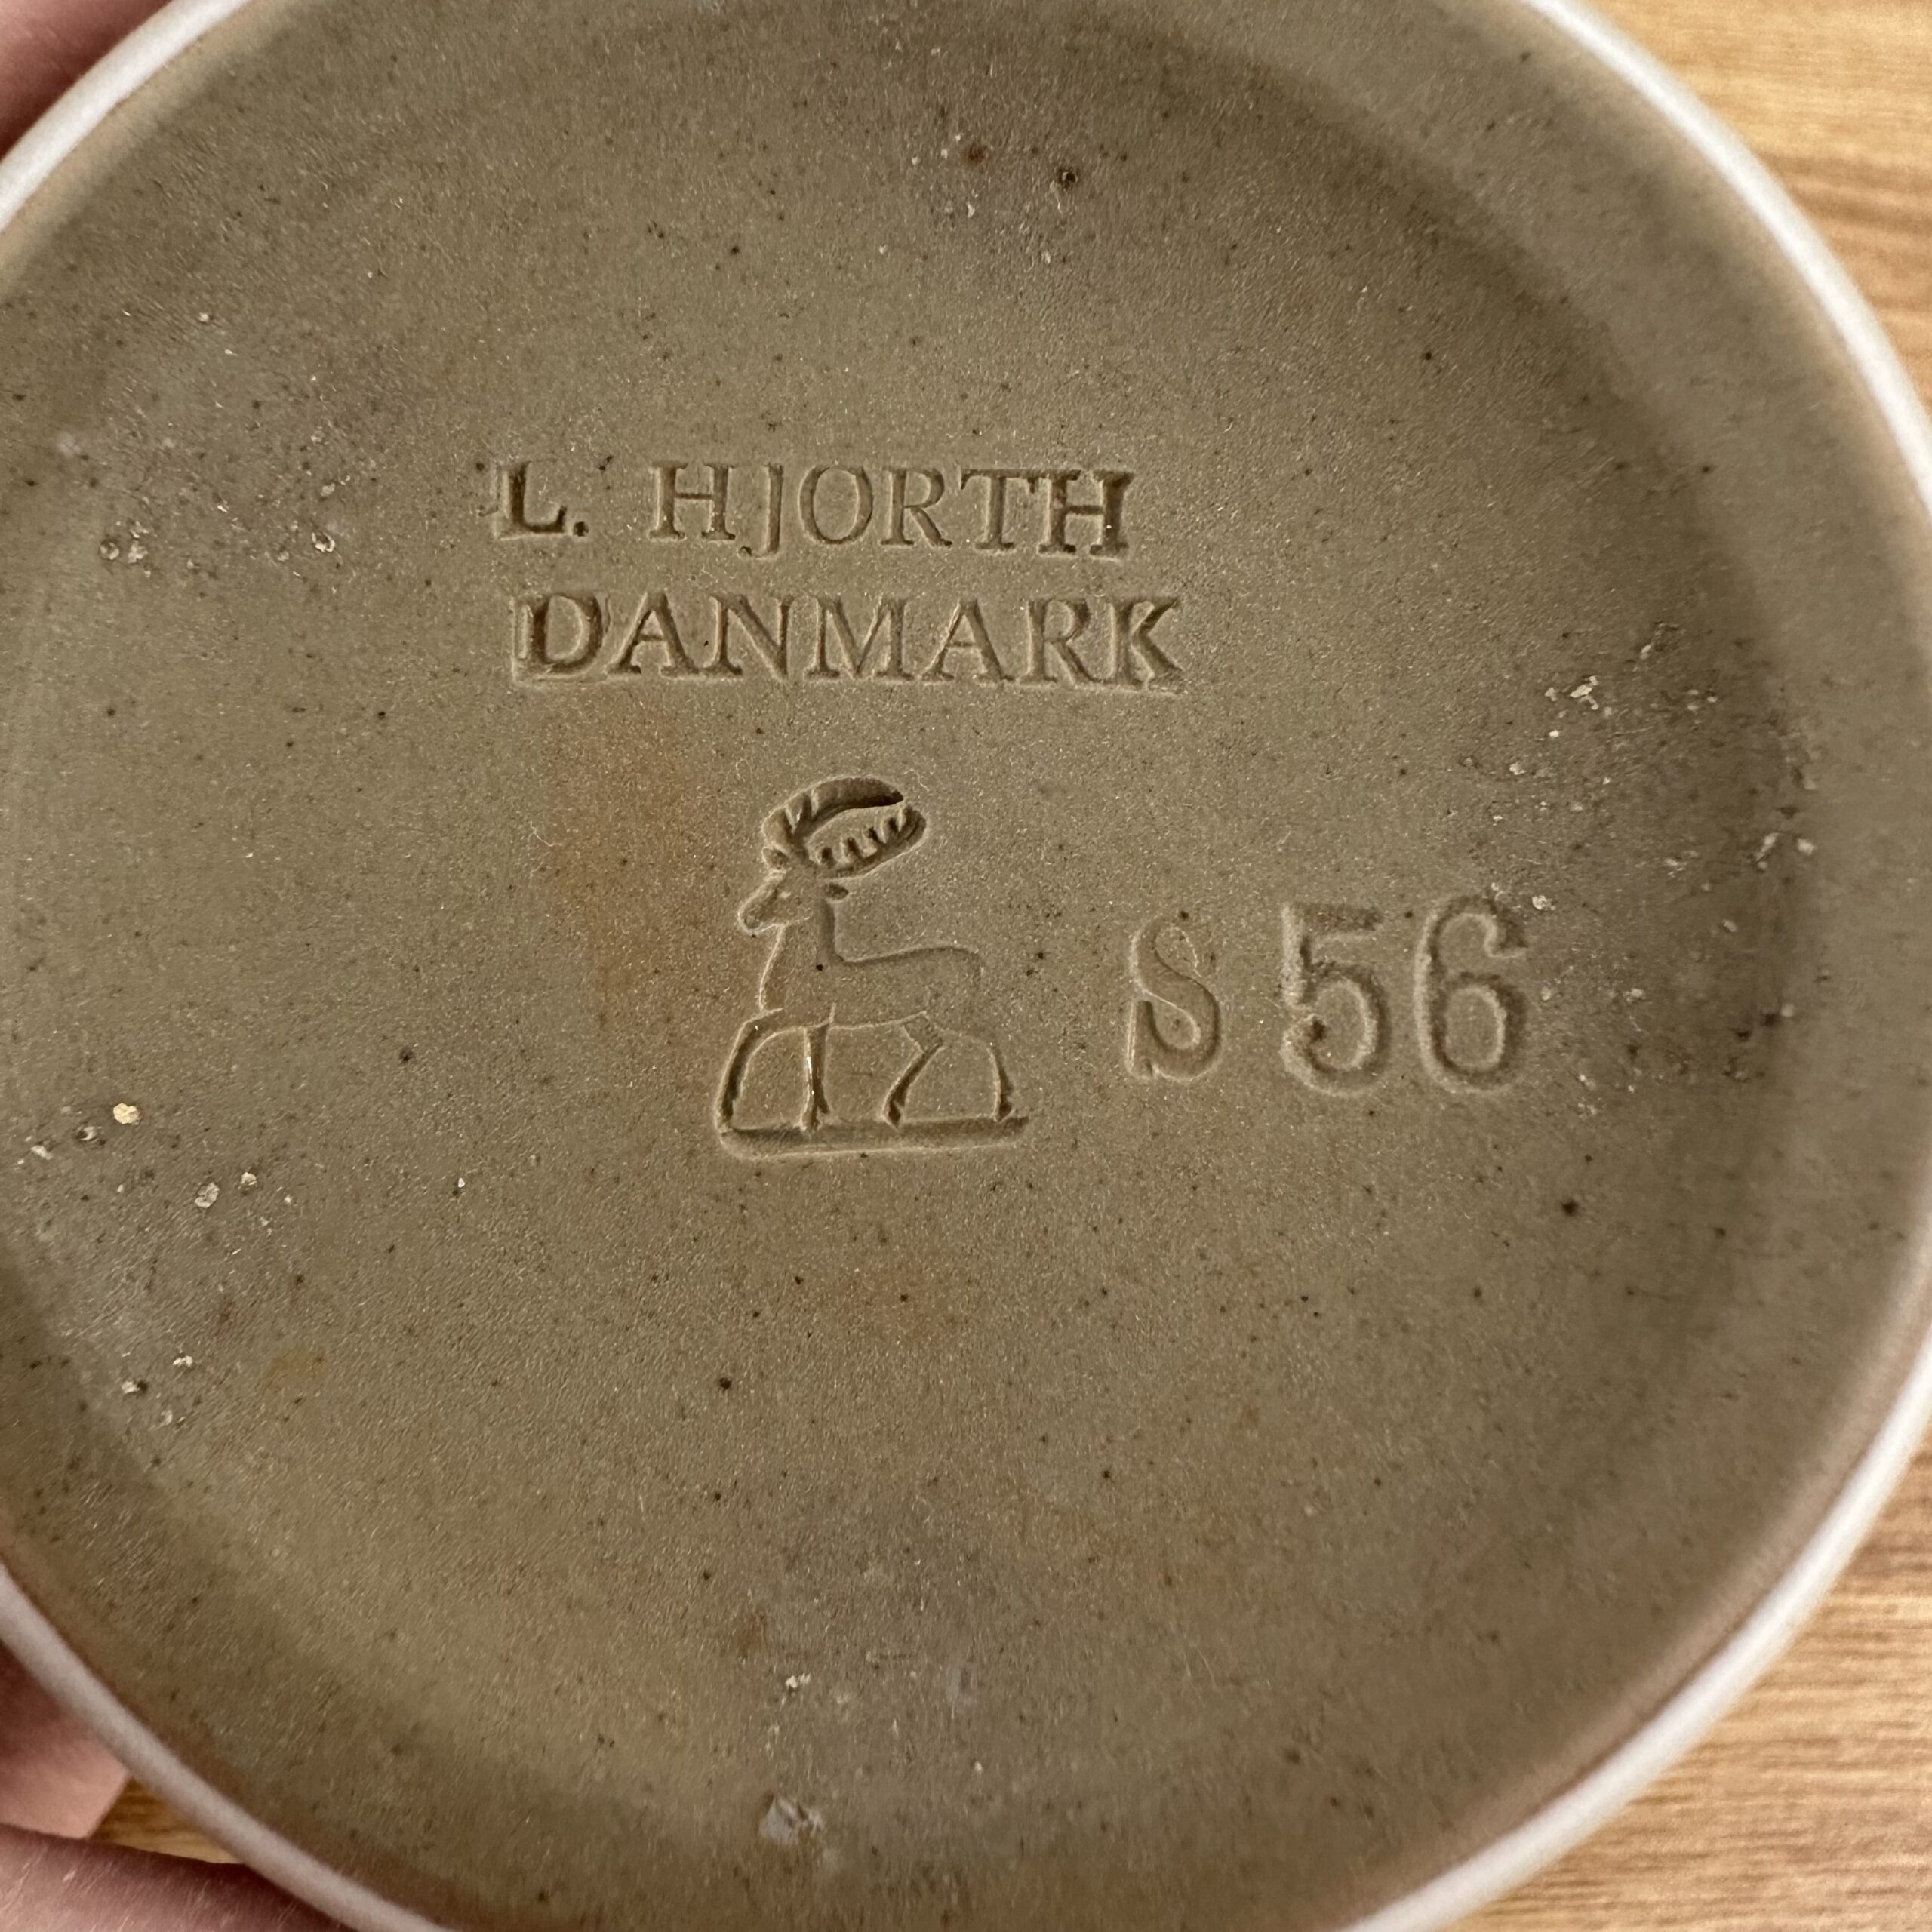 L. HJORTH
DANMARK
S 56